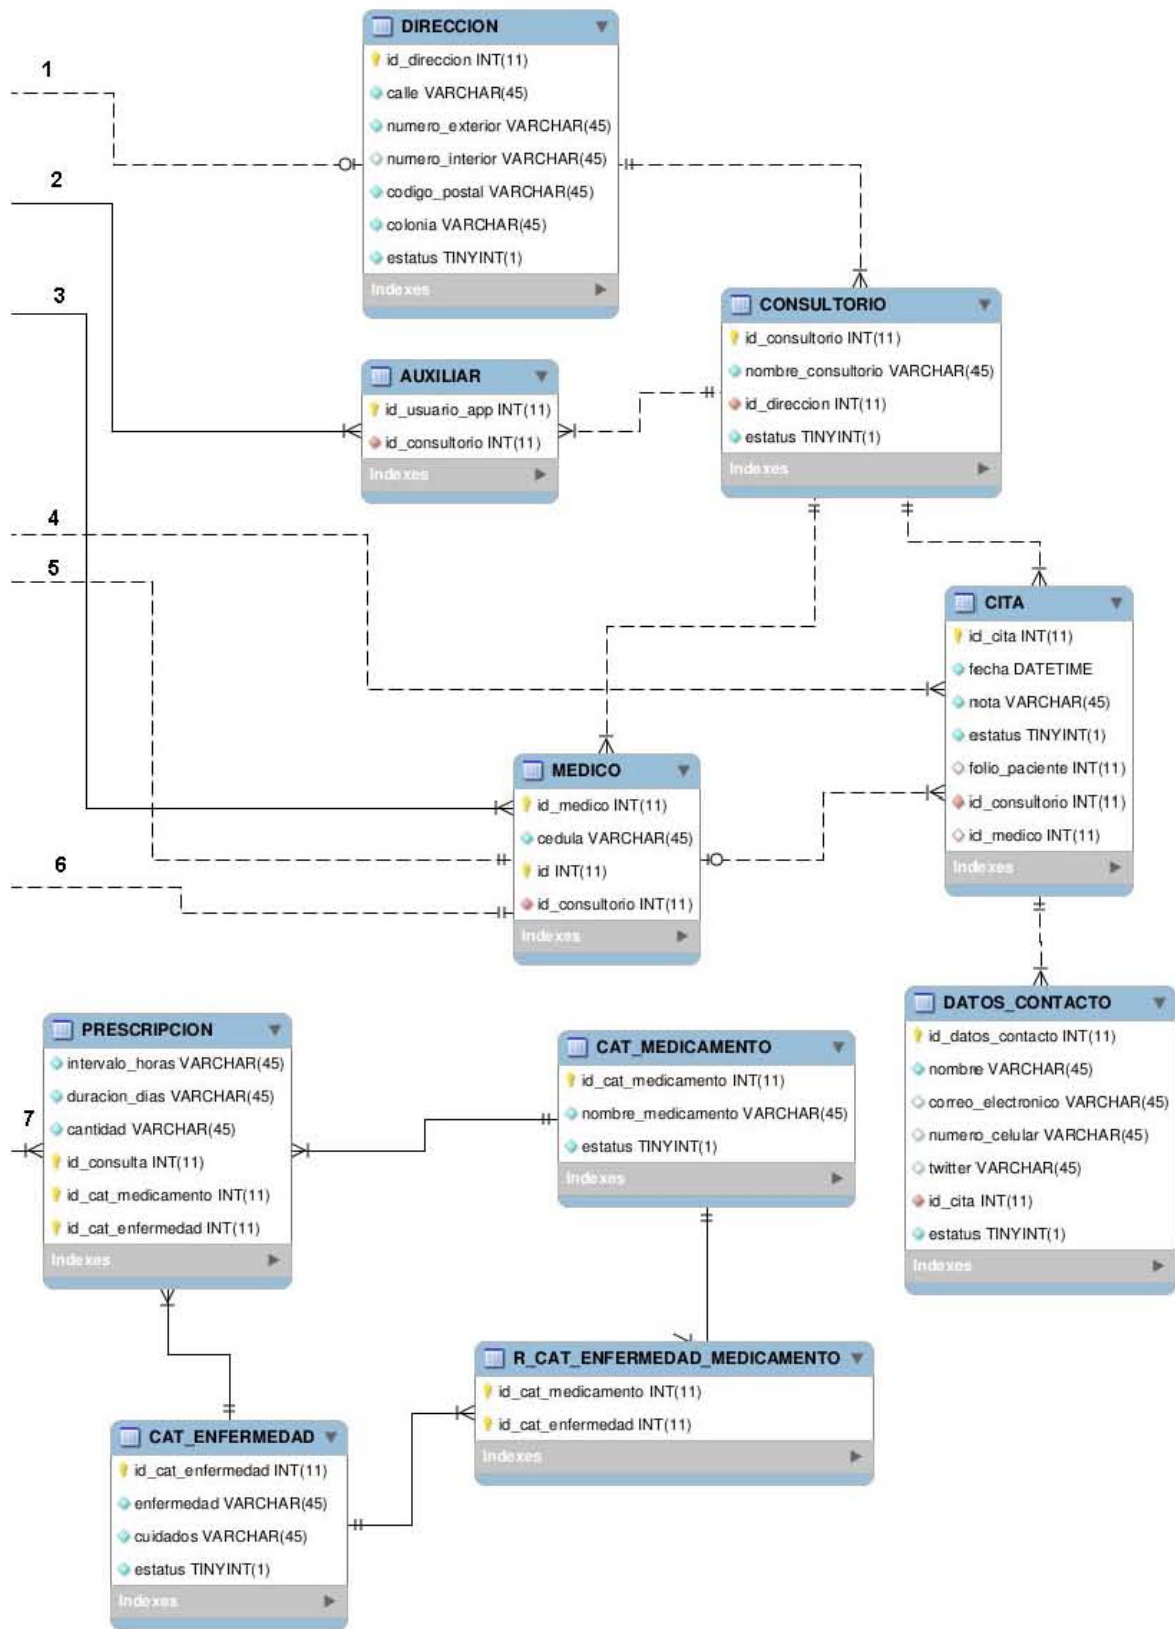 DIRECCION
id_direccion INT(11)
calle VARCHAR(45)
numero_exterior VARCHAR(45)
numero_interior VARCHAR(45)
codigo_postal VARCHAR(45)
colonia VARCHAR(45)
estatus TINYINT(1)
Indexes
1
2
3
CONSULTORIO
id_consultorio INT(11)
nombre_consultorio VARCHAR(45)
id_direccion INT(11)
estatus TINYINT(1)
Indexes
AUXILIAR
id_usuario_app INT(11)
id_consultorio INT(11)
Indexes
4
5
CITA
id_cita INT(11)
fecha DATETIME
nota VARCHAR(45)
estatus TINYINT(1)
folio_paciente INT(11)
id_consultorio INT(11)
id_medico INT(11)
Indexes
MEDICO
id_medico INT(11)
cedula VARCHAR(45)
id INT(11)
id_consultorio INT(11)
Indexes
6
DATOS_CONTACTO
id_datos_contacto INT(11)
nombre VARCHAR(45)
correo_electronico VARCHAR(45)
numero_celular VARCHAR(45)
twitter VARCHAR(45)
id_cita INT(11)
estatus TINYINT(1)
Indexes
PRESCRIPCION
intervalo_horas VARCHAR(45)
duracion_dias VARCHAR(45)
cantidad VARCHAR(45)
id_consulta INT(11)
id_cat_medicamento INT(11)
id_cat_enfermedad INT(11)
Indexes
7
CAT_MEDICAMENTO
id_cat_medicamento INT(11)
nombre_medicamento VARCHAR(45)
estatus TINYINT(1)
Indexes
R_CAT_ENFERMEDAD_MEDICAMENTO
id_cat_medicamento INT(11)
id_cat_enfermedad INT(11)
Indexes
CAT_ENFERMEDAD
id_cat_enfermedad INT(11)
enfermedad VARCHAR(45)
cuidados VARCHAR(45)
estatus TINYINT(1)
Indexes